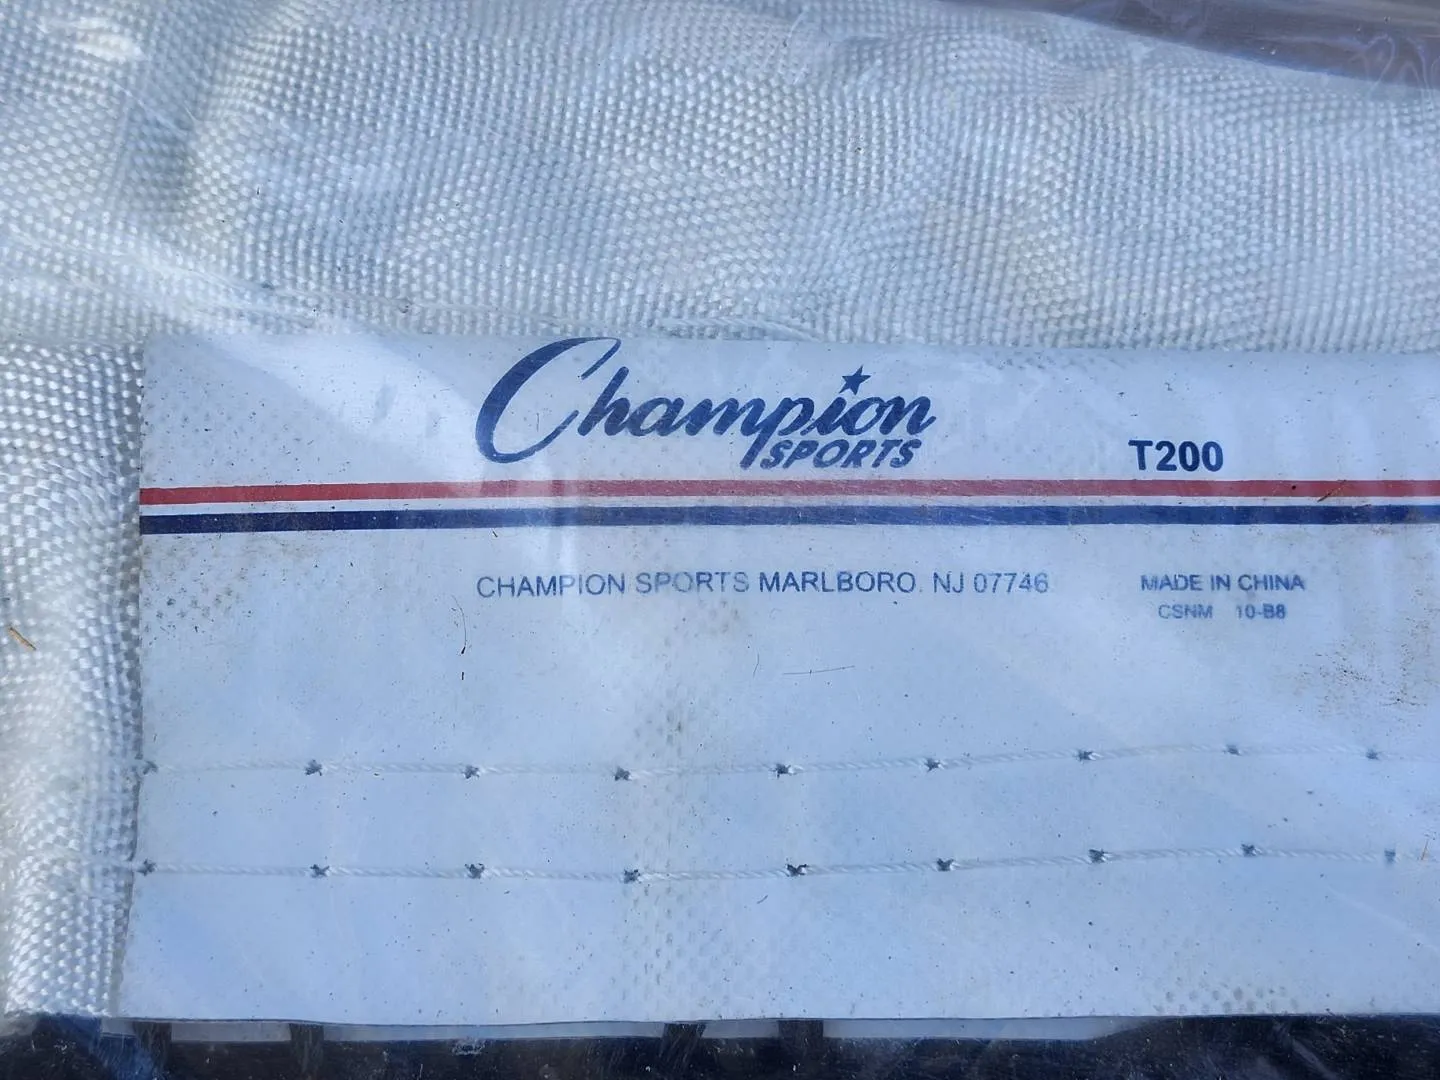 Champion
SPORTS
T200
CHAMPION SPORTS MARLBORO, NJ 07746
MADE IN CHINA
CSNM 10-B8